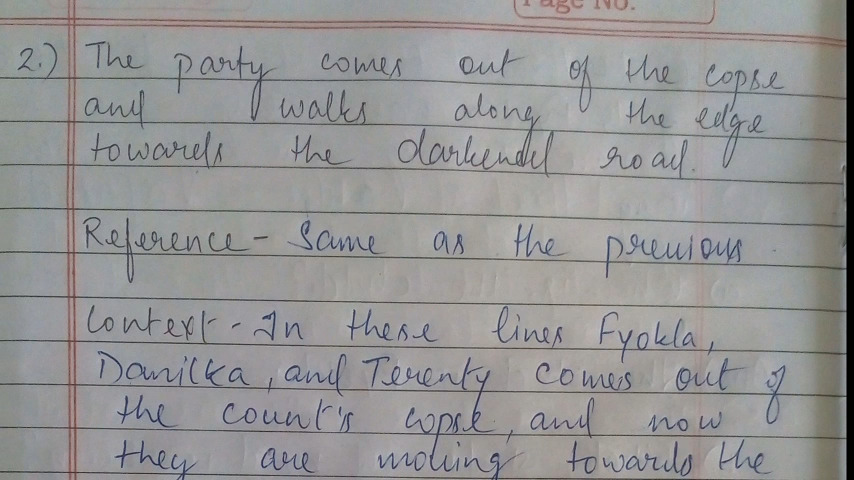 Page No.
2.) The party comes out of the copse
and walks along the edge
towards the darkended road.
Reference - Same as the previous.
Context - In these lines Fyokla,
Danilka, and Terenty comes out of
the count's copse, and now
they are moving towards the